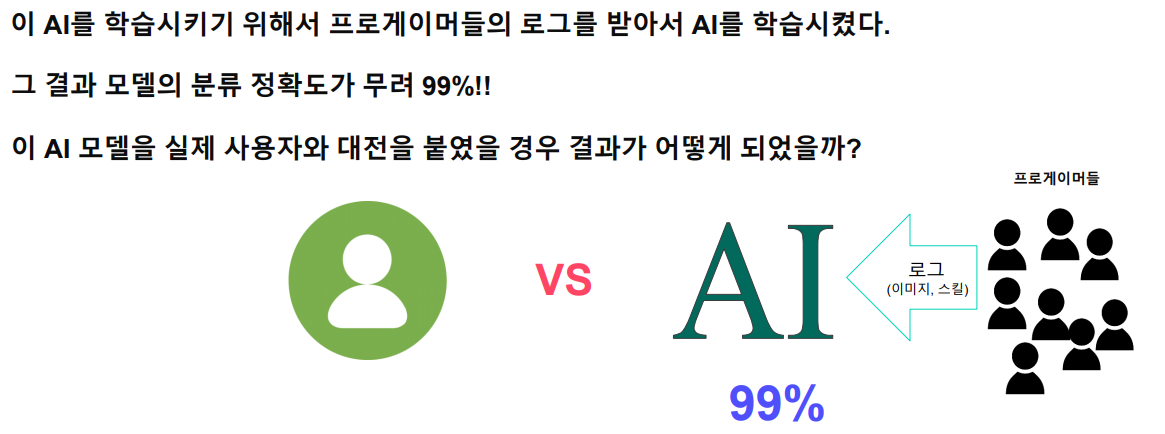 이 AI를 학습시키기 위해서 프로게이머들의 로그를 받아서 AI를 학습시켰다.
그 결과 모델의 분류 정확도가 무려 99%!!
이 AI 모델을 실제 사용자와 대전을 붙였을 경우 결과가 어떻게 되었을까?
프로게이머들
VS
AI
로그
(이미지, 스킬)
99%